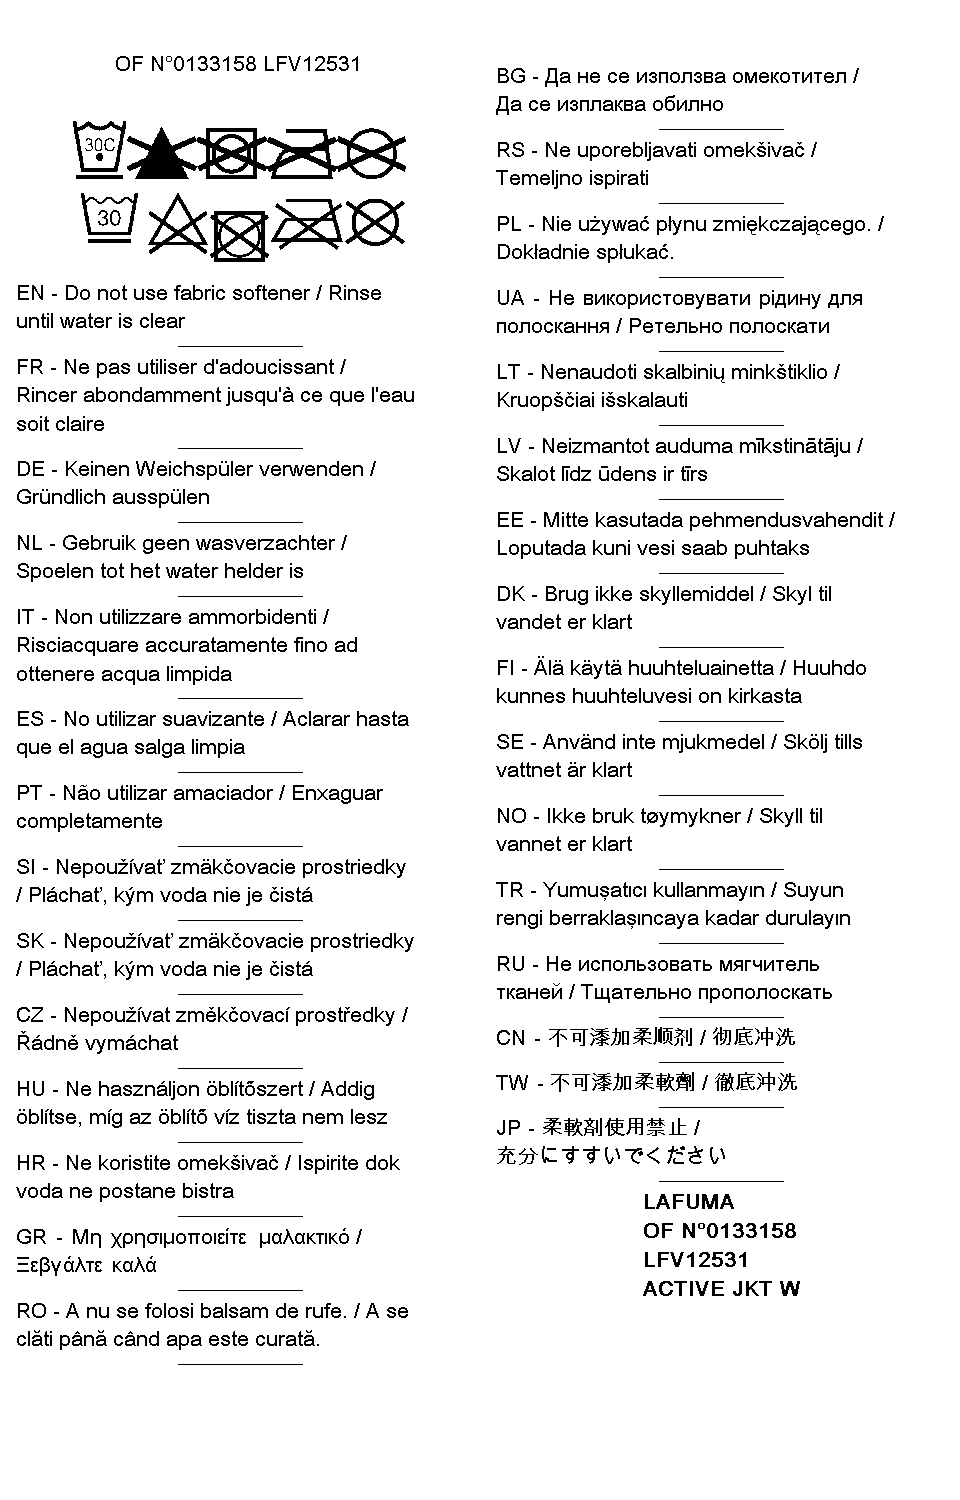 OF N°0133158 LFV12531
30C
30
EN - Do not use fabric softener / Rinse
until water is clear
FR - Ne pas utiliser d'adoucissant /
Rincer abondamment jusqu'à ce que l'eau
soit claire
DE - Keinen Weichspüler verwenden /
Gründlich ausspülen
NL - Gebruik geen wasverzachter /
Spoelen tot het water helder is
IT - Non utilizzare ammorbidenti /
Risciacquare accuratamente fino ad
ottenere acqua limpida
ES - No utilizar suavizante / Aclarar hasta
que el agua salga limpia
PT - Não utilizar amaciador / Enxaguar
completamente
SI - Nepoužívať zmäkčovacie prostriedky
/ Pláchať, kým voda nie je čistá
SK - Nepoužívať zmäkčovacie prostriedky
/ Pláchať, kým voda nie je čistá
CZ - Nepoužívat změkčovací prostředky /
Řádně vymáchat
HU - Ne használjon öblítőszert / Addig
öblítse, míg az öblítő víz tiszta nem lesz
HR - Ne koristite omekšivač / Ispirite dok
voda ne postane bistra
GR - Μη χρησιμοποιείτε μαλακτικό /
Ξεβγάλτε καλά
RO - A nu se folosi balsam de rufe. / A se
clăti până când apa este curată.
BG - Да не се използва омекотител /
Да се изплаква обилно
RS - Ne uporebljavati omekšivač /
Temeljno ispirati
PL - Nie używać płynu zmiękczającego. /
Dokładnie spłukać.
UA - Не використовувати рідину для
полоскання / Ретельно полоскати
LT - Nenaudoti skalbinių minkštiklio /
Kruopščiai išskalauti
LV - Neizmantot auduma mīkstinātāju /
Skalot līdz ūdens ir tīrs
EE - Mitte kasutada pehmendusvahendit /
Loputada kuni vesi saab puhtaks
DK - Brug ikke skyllemiddel / Skyl til
vandet er klart
FI - Älä käytä huuhteluainetta / Huuhdo
kunnes huuhteluvesi on kirkasta
SE - Använd inte mjukmedel / Skölj tills
vattnet är klart
NO - Ikke bruk tøymykner / Skyll til
vannet er klart
TR - Yumuşatıcı kullanmayın / Suyun
rengi berraklaşıncaya kadar durulayın
RU - Не использовать мягчитель
тканей / Тщательно прополоскать
CN - 不可漆加柔顺剂 / 彻底冲洗
TW - 不可漆加柔軟劑 / 徹底沖洗
JP - 柔軟剤使用禁止 /
充分にすすいでください
LAFUMA
OF N°0133158
LFV12531
ACTIVE JKT W